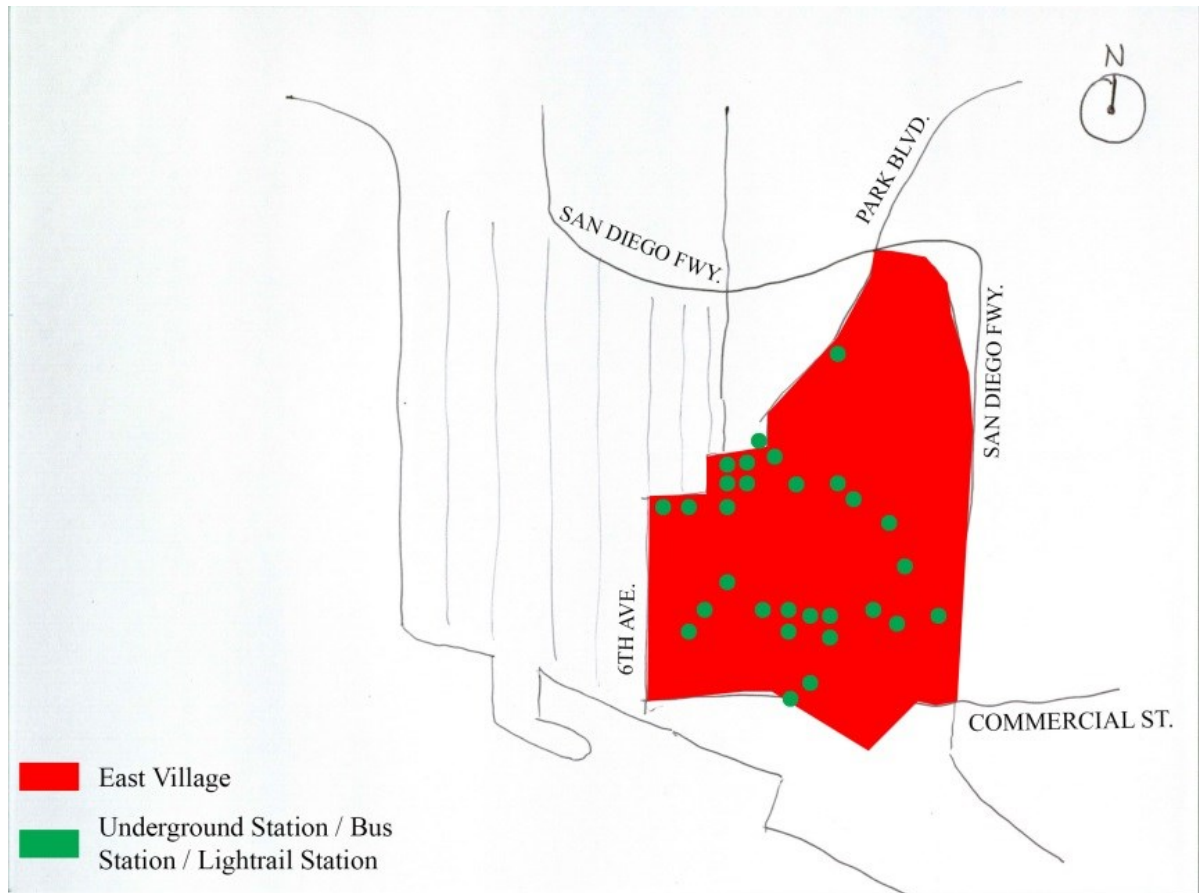 N
PARK BLVD.
SAN DIEGO FWY.
SAN DIEGO FWY.
6TH AVE.
COMMERCIAL ST.
East Village
Underground Station / Bus
Station / Lightrail Station